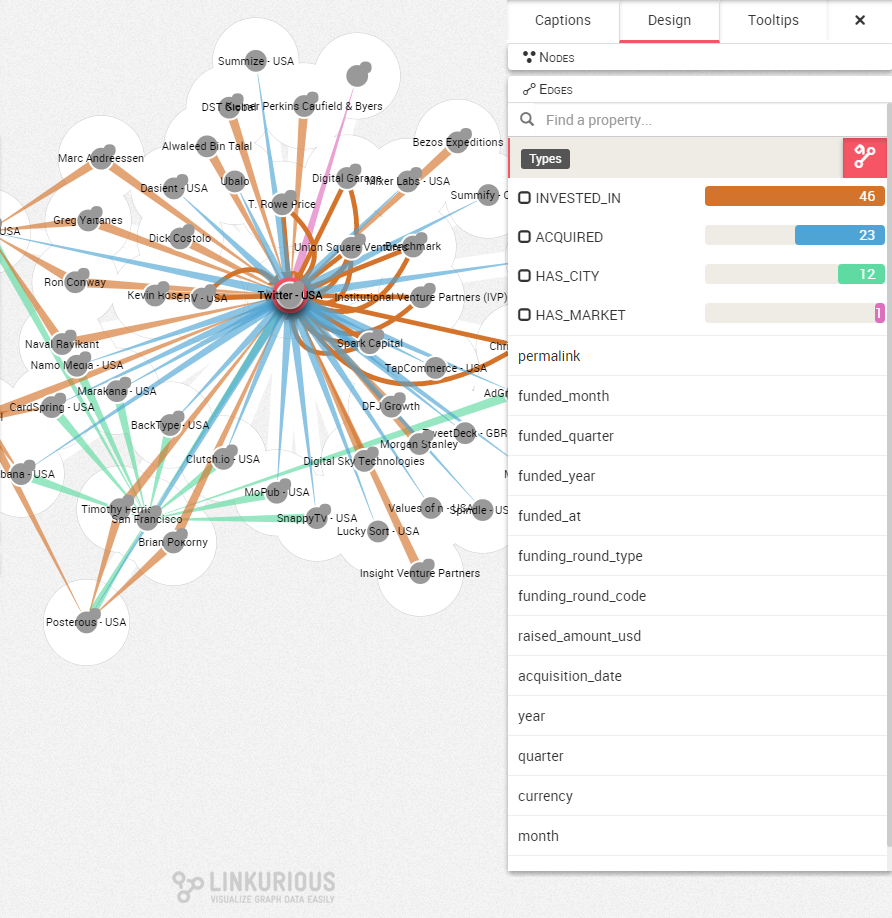 Captions
Design
Tooltips
×
Nodes
Edges
Find a property...
Types
INVESTED_IN
46
ACQUIRED
23
HAS_CITY
12
HAS_MARKET
1
permalink
funded_month
funded_quarter
funded_year
funded_at
funding_round_type
funding_round_code
raised_amount_usd
acquisition_date
year
quarter
currency
month
Summize - USA
DST Global
Kleiner Perkins Caufield & Byers
Bezos Expeditions
Marc Andreessen
Alwaleed Bin Talal
Dasient - USA
Ubalo
Digital Garage
Labs - USA
Summify - C
T. Rowe Price
Greg Yaitanes
USA
Dick Costolo
Union Square Ventures
Benchmark
Ron Conway
Kevin Rose
CRV - USA
Twitter - USA
Institutional Venture Partners (IVP)
Naval Ravikant
Spark Capital
Chri
Namo Media - USA
TapCommerce - USA
Marakana - USA
AdG
CardSpring - USA
DFJ Growth
BackType - USA
TweetDeck - GBR
Morgan Stanley
Clutch.io - USA
Digital Sky Technologies
bana - USA
MoPub - USA
Timothy Ferris
San Francisco
SnappyTV - USA
Values of n - USA
Spindle - US
Lucky Sort - USA
Brian Pokorny
Insight Venture Partners
Posterous - USA
LINKURIOUS
VISUALIZE GRAPH DATA EASILY